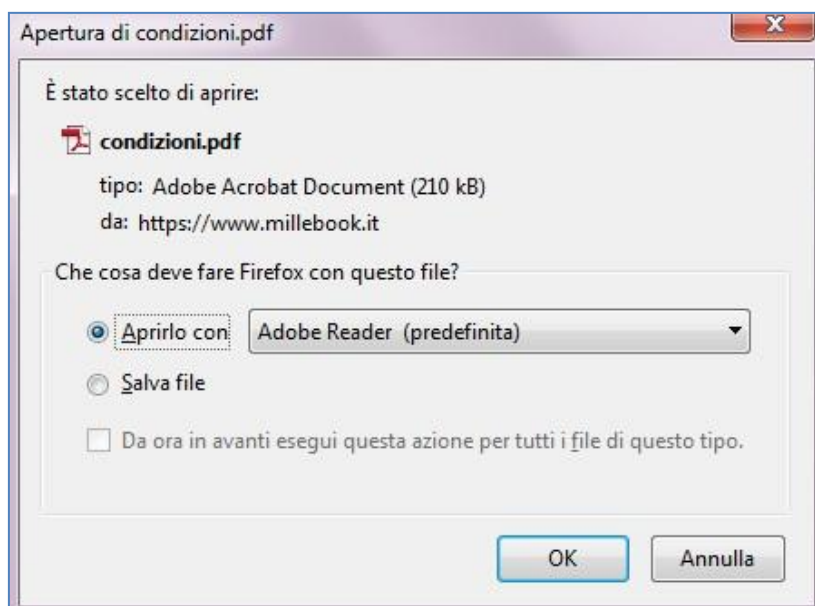 Apertura di condizioni.pdf
È stato scelto di aprire:
condizioni.pdf
tipo: Adobe Acrobat Document (210 kB)
da: https://www.millebook.it
Che cosa deve fare Firefox con questo file?
Aprirlo con Adobe Reader (predefinita)
Salva file
Da ora in avanti esegui questa azione per tutti i file di questo tipo.
OK Annulla